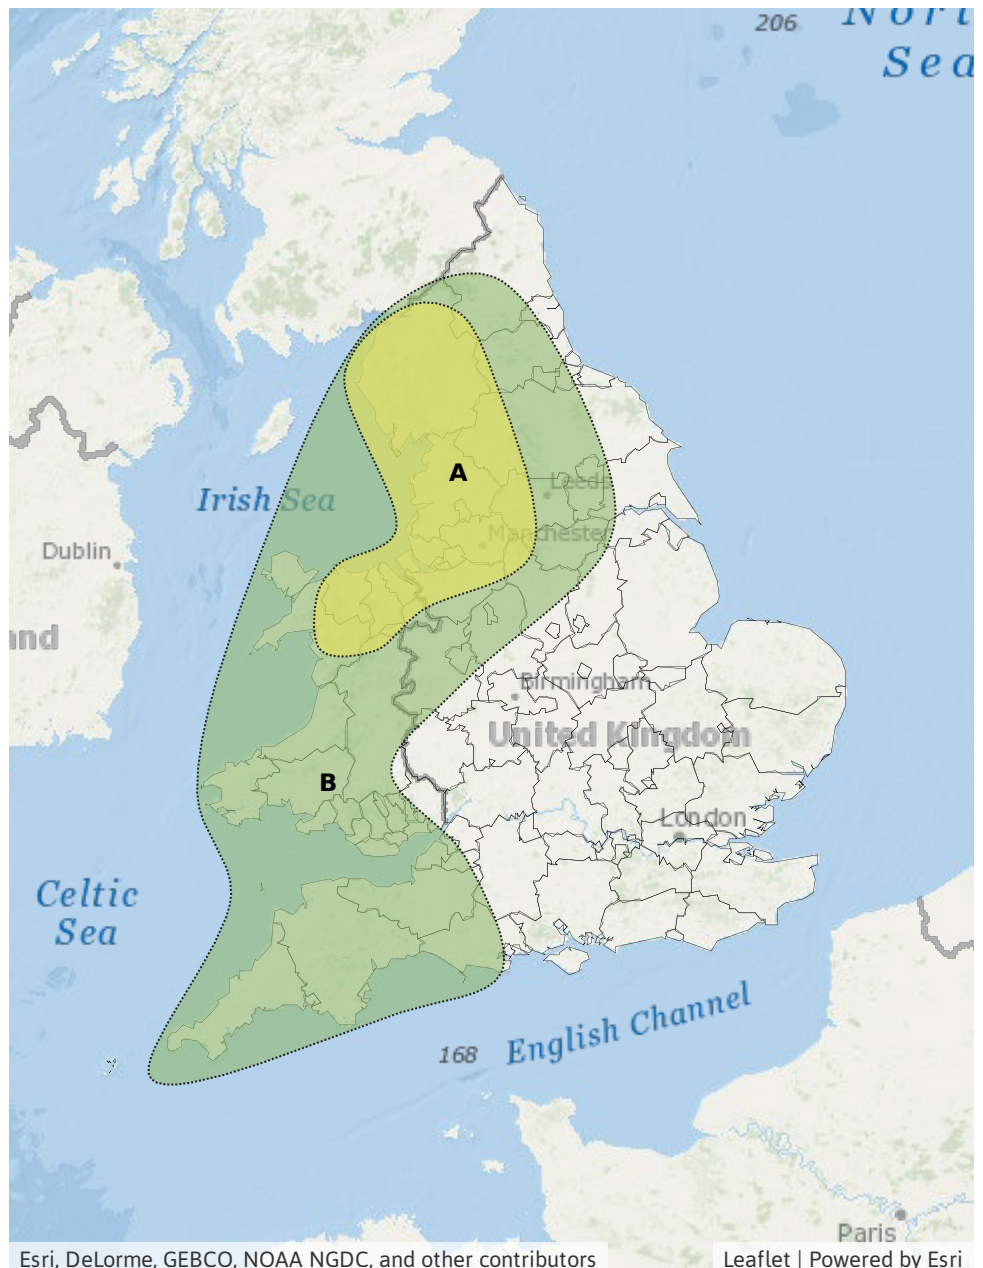 206
Nort
Sea
A
Leeds
Irish Sea
Manchester
Dublin
and
Birmingham
United Kingdom
B
London
Celtic
Sea
English Channel
168
Paris
Esri, DeLorme, GEBCO, NOAA NGDC, and other contributors
Leaflet | Powered by Esri